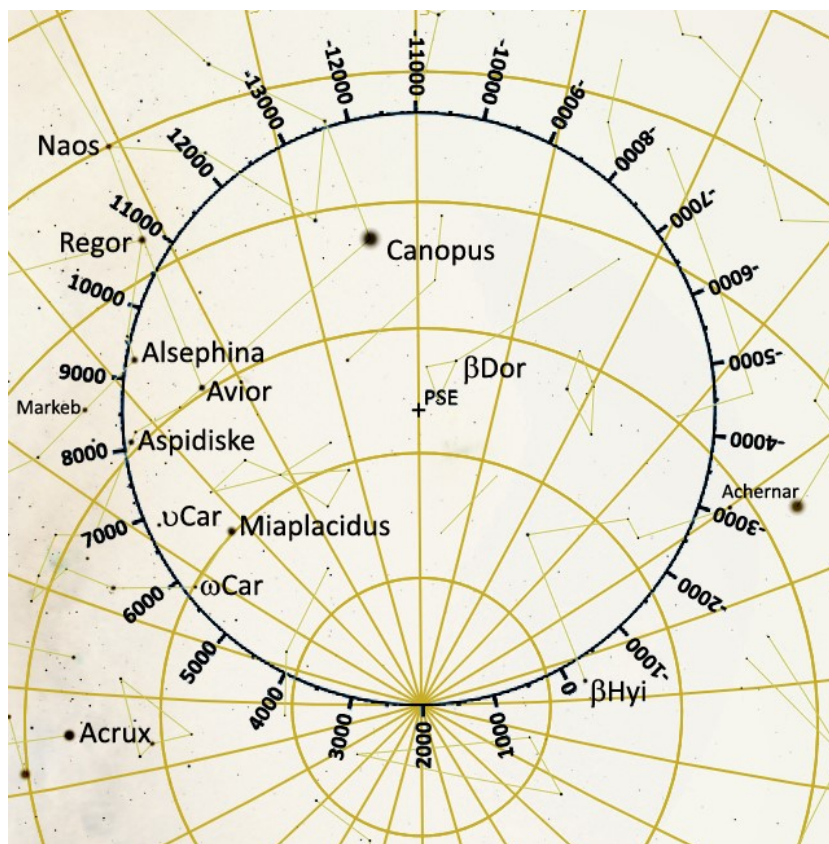 -11000
-12000
-10000
-13000
-9000
Naos
12000
-8000
11000
-7000
Regor
Canopus
10000
-6000
Alsephina
βDor
-5000
9000
Avior
PSE
Markeb
Aspidiske
-4000
8000
Achernar
7000
υCar
Miaplacidus
-3000
6000
ωCar
-2000
5000
-1000
4000
0
βHyi
3000
2000
1000
Acrux